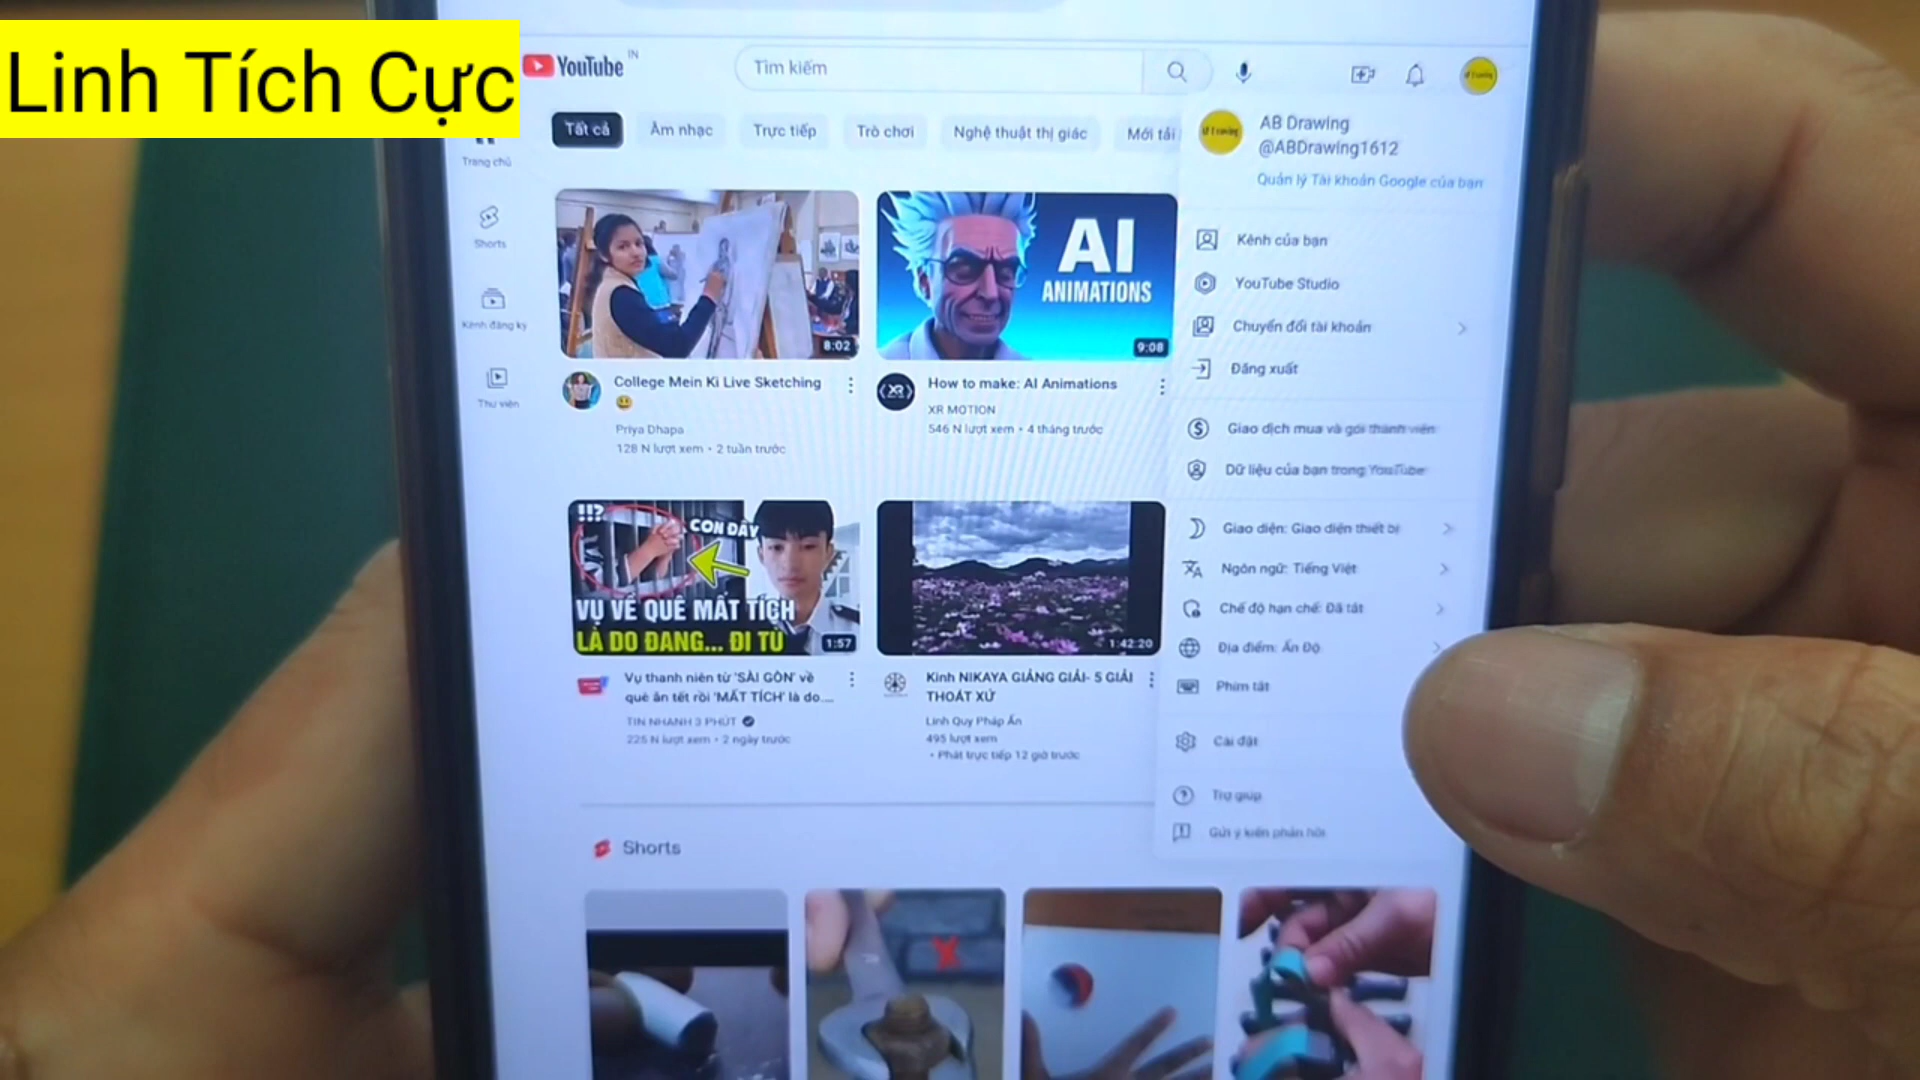 Linh Tích Cực
YouTube
IN
Tìm kiếm
Tất cả
Âm nhạc
Trực tiếp
Trò chơi
Nghệ thuật thị giác
Mới tải
Trang chủ
Shorts
Kênh đăng ký
Thư viện
8:02
College Mein Ki Live Sketching
Priya Dhapa
128 N lượt xem • 2 tuần trước
AI
ANIMATIONS
9:08
XR
How to make: AI Animations
XR MOTION
546 N lượt xem • 4 tháng trước
!!?
CON ĐÂY
VỤ VỀ QUÊ MẤT TÍCH
LÀ DO ĐANG... ĐI TÙ
1:57
Vụ thanh niên từ 'SÀI GÒN' về
quê ăn tết rồi 'MẤT TÍCH' là do....
TIN NHANH 3 PHÚT
225 N lượt xem • 2 ngày trước
1:42:20
Kinh NIKAYA GIẢNG GIẢI- 5 GIẢI
THOÁT XỨ
Linh Quy Pháp Ấn
495 lượt xem
• Phát trực tiếp 12 giờ trước
Shorts
AB Drawing
@ABDrawing1612
Quản lý Tài khoản Google của bạn
Kênh của bạn
YouTube Studio
Chuyển đổi tài khoản
Đăng xuất
Giao dịch mua và gói thành viên
Dữ liệu của bạn trong YouTube
Giao diện: Giao diện thiết bị
Ngôn ngữ: Tiếng Việt
Chế độ hạn chế: Đã tắt
Địa điểm: Ấn Độ
Phím tắt
Cài đặt
Trợ giúp
Gửi ý kiến phản hồi